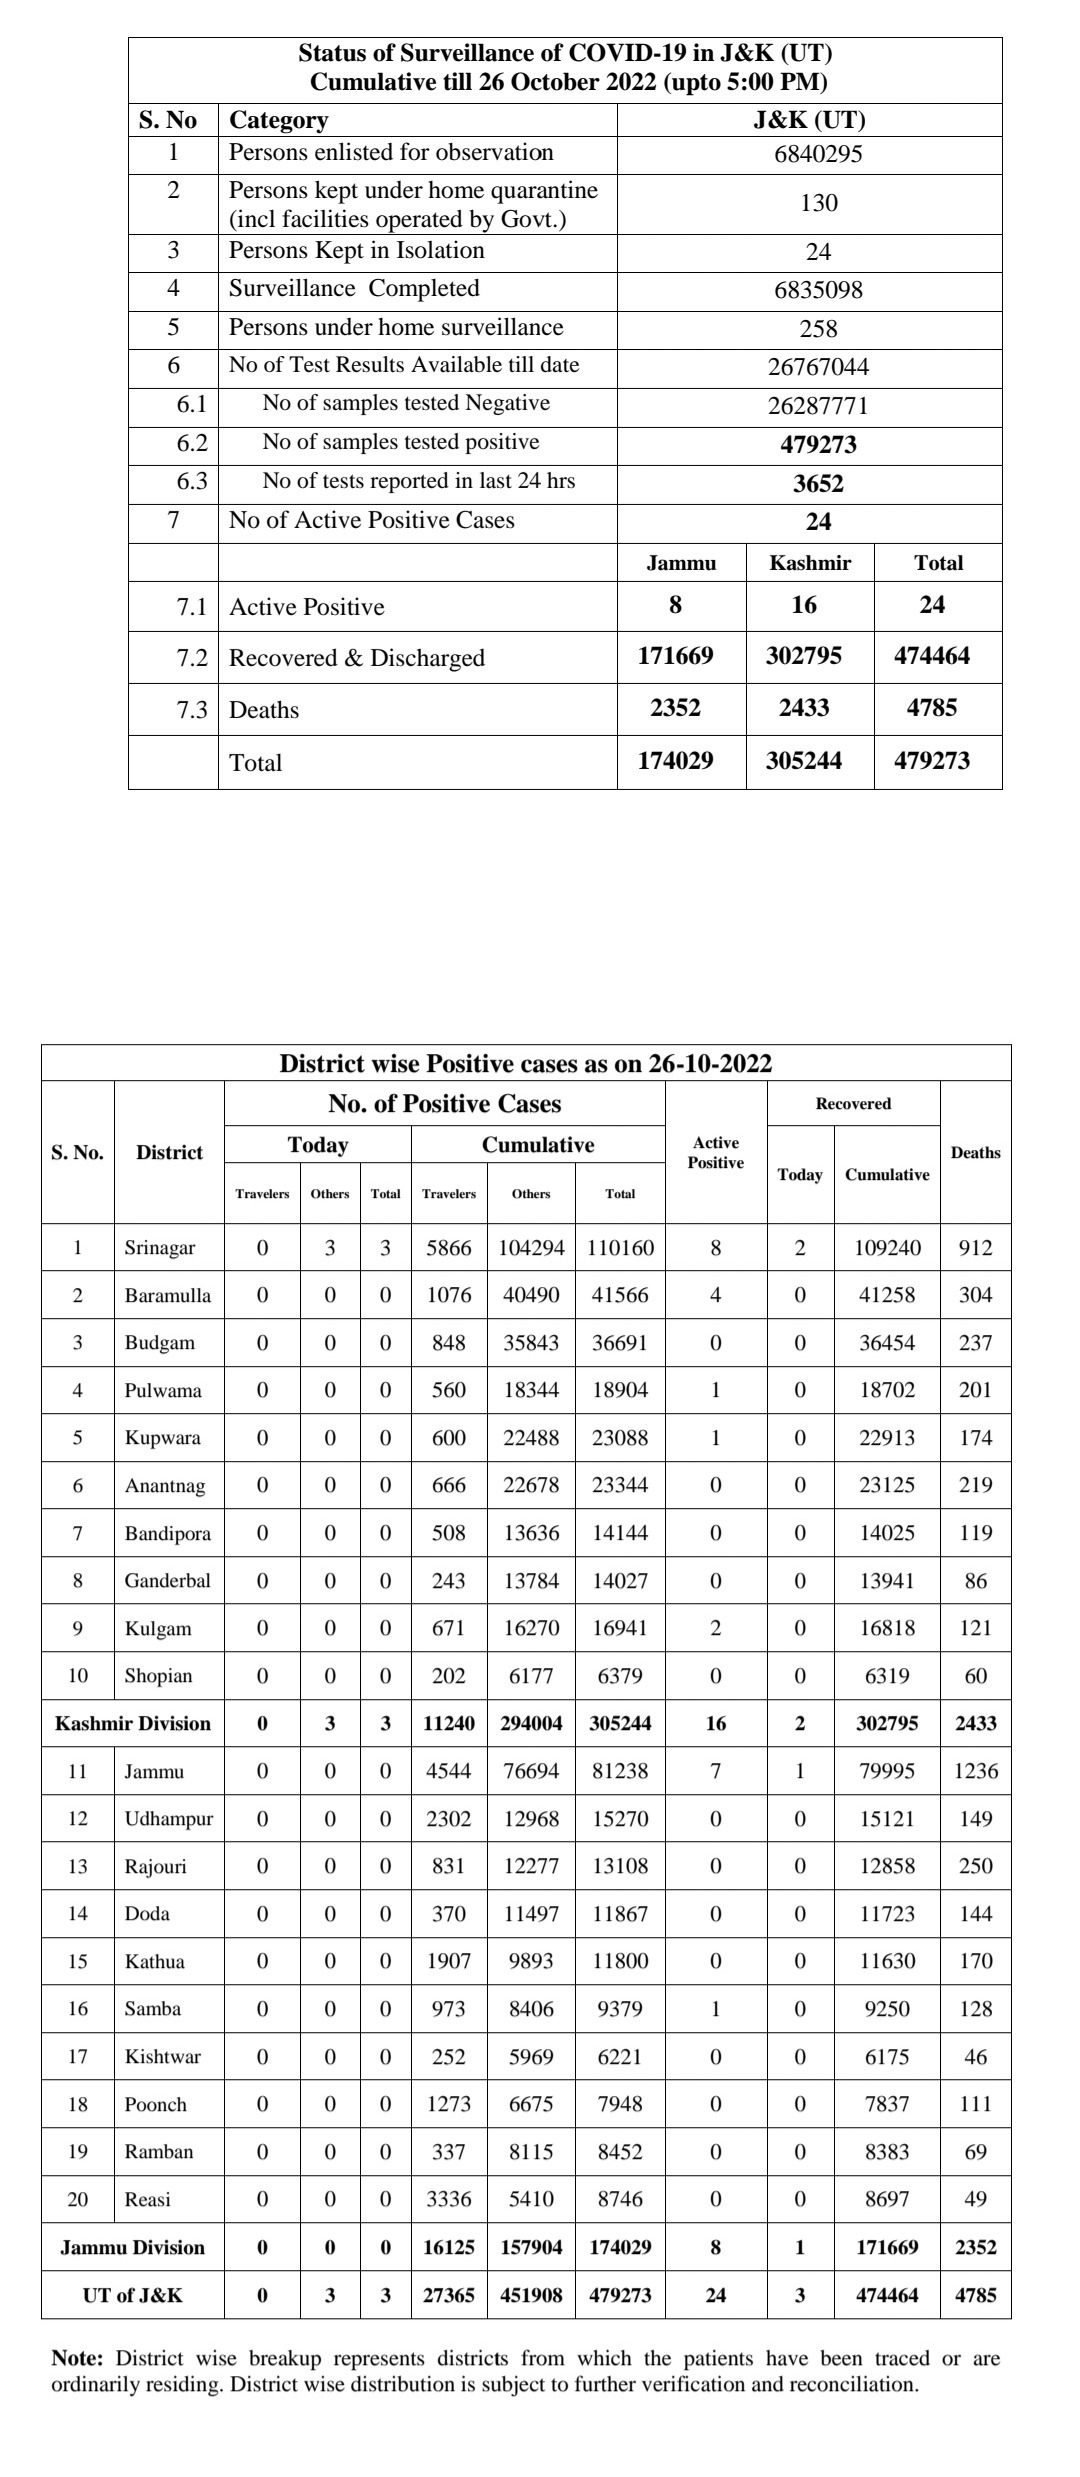 Status of Surveillance of COVID-19 in J&K (UT)
Cumulative till 26 October 2022 (upto 5:00 PM)
S. No Category J&K (UT)
1 Persons enlisted for observation 6840295
2 Persons kept under home quarantine
(incl facilities operated by Govt.) 130
3 Persons Kept in Isolation 24
4 Surveillance Completed 6835098
5 Persons under home surveillance 258
6 No of Test Results Available till date 26767044
6.1 No of samples tested Negative 26287771
6.2 No of samples tested positive 479273
6.3 No of tests reported in last 24 hrs 3652
7 No of Active Positive Cases 24
Jammu Kashmir Total
7.1 Active Positive 8 16 24
7.2 Recovered & Discharged 171669 302795 474464
7.3 Deaths 2352 2433 4785
Total 174029 305244 479273
District wise Positive cases as on 26-10-2022
S. No. District No. of Positive Cases Active Positive Recovered Deaths
Today Cumulative Today Cumulative
Travelers Others Total Travelers Others Total
1 Srinagar 0 3 3 5866 104294 110160 8 2 109240 912
2 Baramulla 0 0 0 1076 40490 41566 4 0 41258 304
3 Budgam 0 0 0 848 35843 36691 0 0 36454 237
4 Pulwama 0 0 0 560 18344 18904 1 0 18702 201
5 Kupwara 0 0 0 600 22488 23088 1 0 22913 174
6 Anantnag 0 0 0 666 22678 23344 0 0 23125 219
7 Bandipora 0 0 0 508 13636 14144 0 0 14025 119
8 Ganderbal 0 0 0 243 13784 14027 0 0 13941 86
9 Kulgam 0 0 0 671 16270 16941 2 0 16818 121
10 Shopian 0 0 0 202 6177 6379 0 0 6319 60
Kashmir Division 0 3 3 11240 294004 305244 16 2 302795 2433
11 Jammu 0 0 0 4544 76694 81238 7 1 79995 1236
12 Udhampur 0 0 0 2302 12968 15270 0 0 15121 149
13 Rajouri 0 0 0 831 12277 13108 0 0 12858 250
14 Doda 0 0 0 370 11497 11867 0 0 11723 144
15 Kathua 0 0 0 1907 9893 11800 0 0 11630 170
16 Samba 0 0 0 973 8406 9379 1 0 9250 128
17 Kishtwar 0 0 0 252 5969 6221 0 0 6175 46
18 Poonch 0 0 0 1273 6675 7948 0 0 7837 111
19 Ramban 0 0 0 337 8115 8452 0 0 8383 69
20 Reasi 0 0 0 3336 5410 8746 0 0 8697 49
Jammu Division 0 0 0 16125 157904 174029 8 1 171669 2352
UT of J&K 0 3 3 27365 451908 479273 24 3 474464 4785
Note: District wise breakup represents districts from which the patients have been traced or are
ordinarily residing. District wise distribution is subject to further verification and reconciliation.